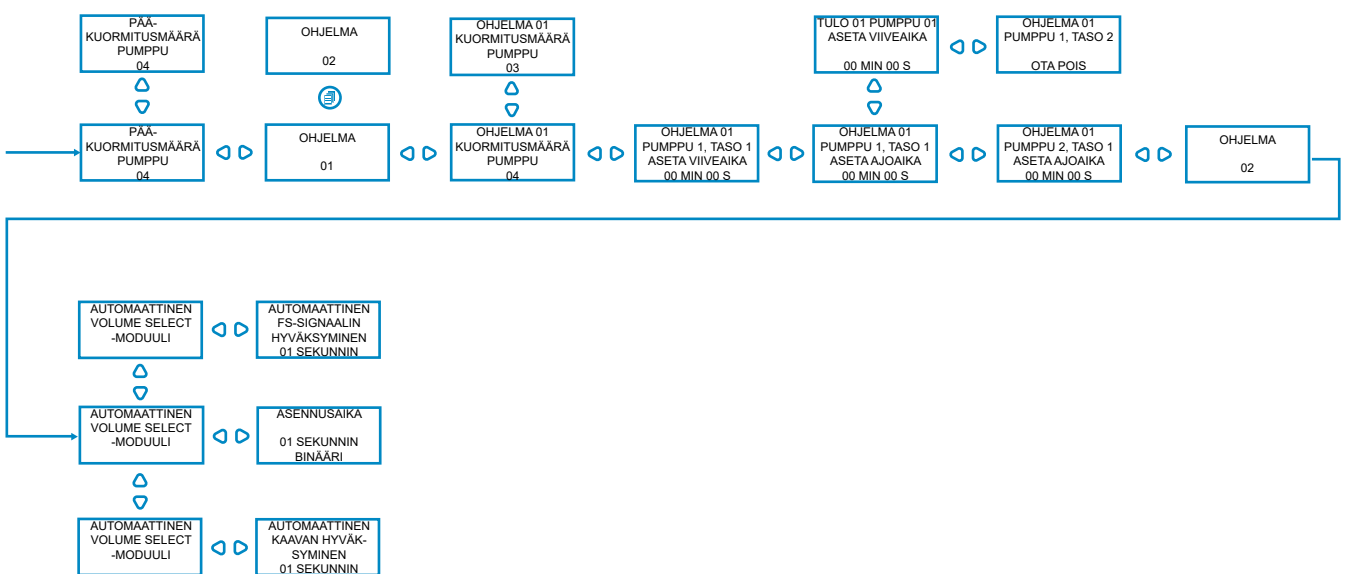 PÄÄ-
KUORMITUSMÄÄRÄ
PUMPPU
04
OHJELMA
02
OHJELMA 01
KUORMITUSMÄÄRÄ
PUMPPU
03
TULO 01 PUMPPU 01
ASETA VIIVEAIKA
00 MIN 00 S
OHJELMA 01
PUMPPU 1, TASO 2
OTA POIS
PÄÄ-
KUORMITUSMÄÄRÄ
PUMPPU
04
OHJELMA
01
OHJELMA 01
KUORMITUSMÄÄRÄ
PUMPPU
04
OHJELMA 01
PUMPPU 1, TASO 1
ASETA VIIVEAIKA
00 MIN 00 S
OHJELMA 01
PUMPPU 1, TASO 1
ASETA AJOAIKA
00 MIN 00 S
OHJELMA 01
PUMPPU 2, TASO 1
ASETA AJOAIKA
00 MIN 00 S
OHJELMA
02
AUTOMAATTINEN
VOLUME SELECT
-MODUULI
AUTOMAATTINEN
FS-SIGNAALIN
HYVÄKSYMINEN
01 SEKUNNIN
AUTOMAATTINEN
VOLUME SELECT
-MODUULI
ASENNUSAIKA
01 SEKUNNIN
BINÄÄRI
AUTOMAATTINEN
VOLUME SELECT
-MODUULI
AUTOMAATTINEN
KAAVAN HYVÄK-
SYMINEN
01 SEKUNNIN